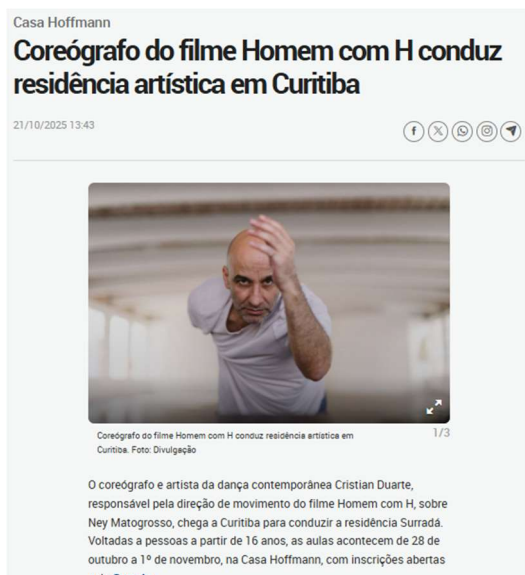 Casa Hoffmann
Coreógrafo do filme Homem com H conduz
residência artística em Curitiba
21/10/2025 13:43
Coreógrafo do filme Homem com H conduz residência artística em
Curitiba. Foto: Divulgação
1/3
O coreógrafo e artista da dança contemporânea Cristian Duarte,
responsável pela direção de movimento do filme Homem com H, sobre
Ney Matogrosso, chega a Curitiba para conduzir a residência Surradá.
Voltadas a pessoas a partir de 16 anos, as aulas acontecem de 28 de
outubro a 1º de novembro, na Casa Hoffmann, com inscrições abertas